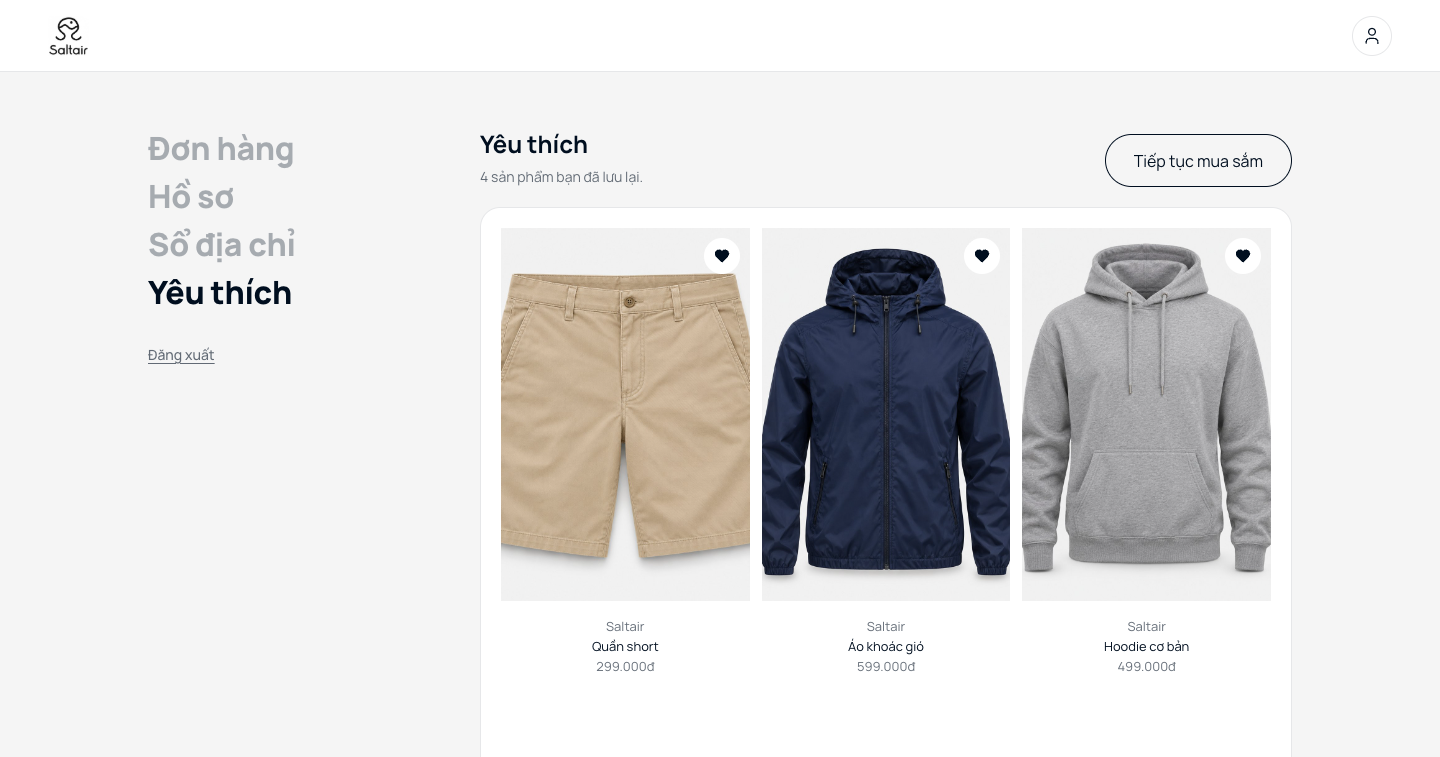 Saltair
Đơn hàng
Hồ sơ
Sổ địa chỉ
Yêu thích
Đăng xuất
Yêu thích
4 sản phẩm bạn đã lưu lại.
Tiếp tục mua sắm
Saltair
Quần short
299.000đ
Saltair
Áo khoác gió
599.000đ
Saltair
Hoodie cơ bản
499.000đ